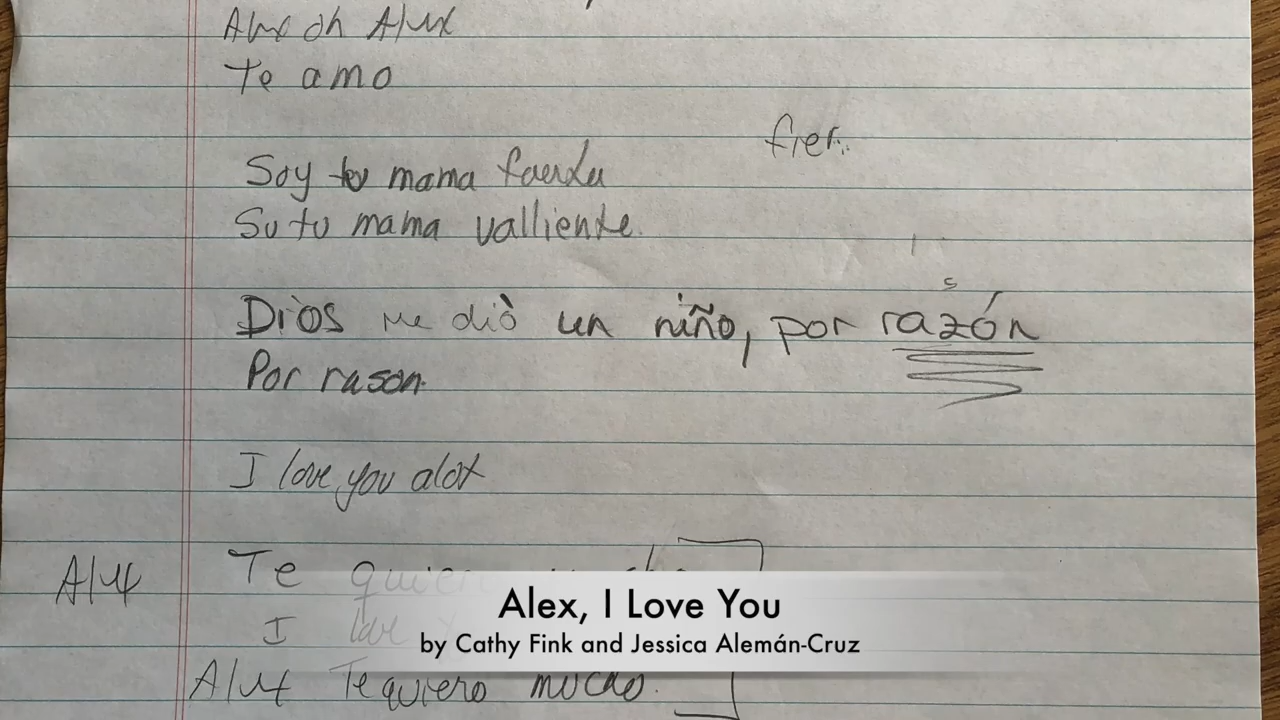 Alex oh Alex
Te amo
fier
Soy tu mama fuerte
Su tu mama valliente.
s
Dios me dió un niño, por razón
Por rason.
I love you alot
Alex Te
I love
Alex, I Love You
by Cathy Fink and Jessica Alemán-Cruz
Alex Te quiero mucho.